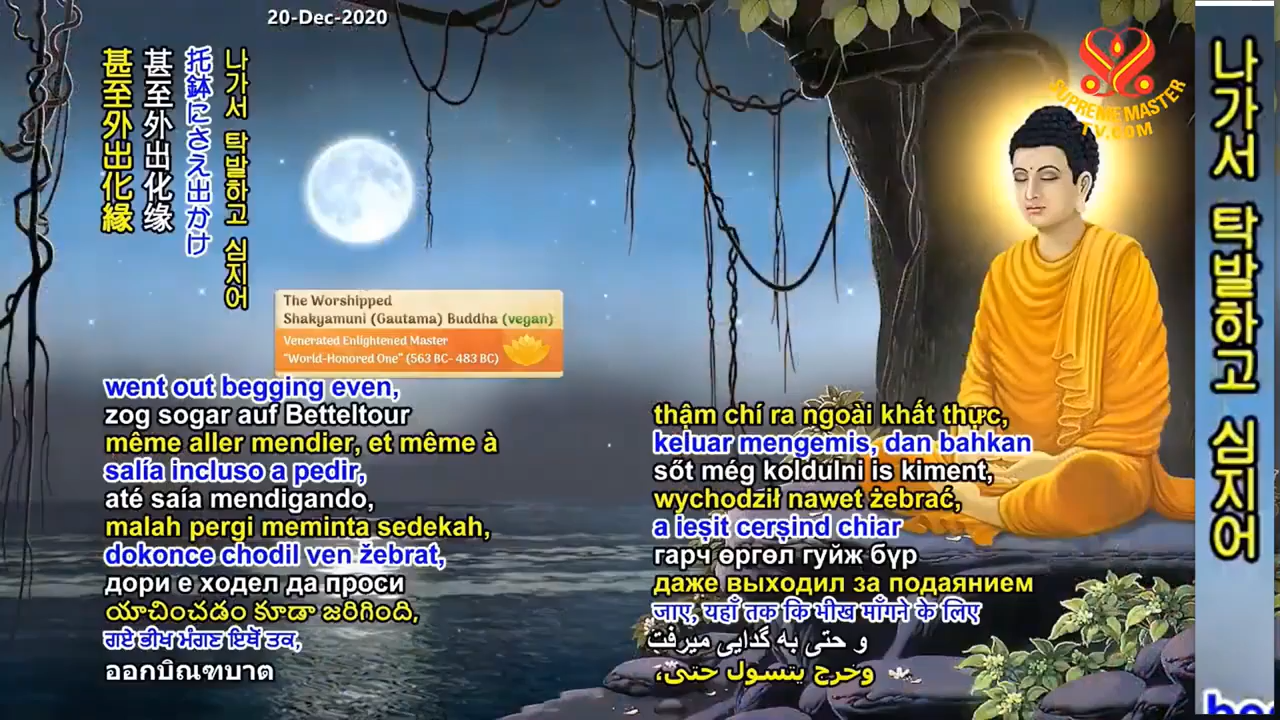 20-Dec-2020
SUPREME MASTER
TV.COM
나가서 탁발하고 심지어
托鉢にさえ出かけ
甚至外出化缘
甚至外出化緣
The Worshipped
Shakyamuni (Gautama) Buddha (vegan)
Venerated Enlightened Master
“World-Honored One” (563 BC- 483 BC)
went out begging even,
zog sogar auf Betteltour
même aller mendier, et même à
salía incluso a pedir,
até saía mendigando,
malah pergi meminta sedekah,
dokonce chodil ven žebrat,
дори е ходел да проси
యాచించడం కూడా జరిగింది,
ਗਏ ਭੀਖ ਮੰਗਣ ਇਥੋਂ ਤਕ,
ออกบิณฑบาต
thậm chí ra ngoài khất thực,
keluar mengemis, dan bahkan
sőt még koldulni is kiment,
wychodził nawet żebrać,
a ieșit cerșind chiar
гарч өргөл гуйж бүр
даже выходил за подаянием
जाए, यहाँ तक कि भीख माँगने के लिए
و حتی به گدایی میرفت
وخرج يتسول حتى،
나가서 탁발하고 심지어